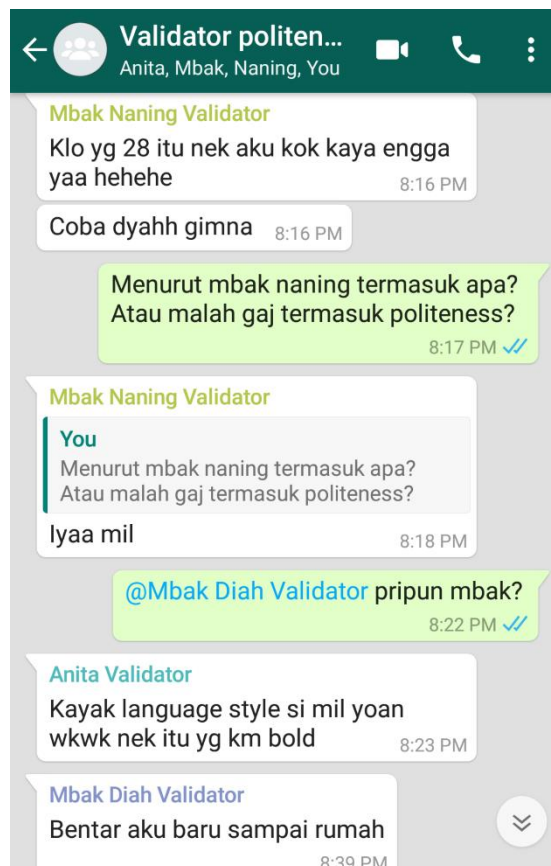 Validator politen...
Anita, Mbak, Naning, You
Mbak Naning Validator
Klo yg 28 itu nek aku kok kaya engga
yaa hehehe
8:16 PM
Coba dyahh gimna
8:16 PM
Menurut mbak naning termasuk apa?
Atau malah gaj termasuk politeness?
8:17 PM
Mbak Naning Validator
You
Menurut mbak naning termasuk apa?
Atau malah gaj termasuk politeness?
Iyaa mil
8:18 PM
@Mbak Diah Validator pripun mbak?
8:22 PM
Anita Validator
Kayak language style si mil yoan
wkwk nek itu yg km bold
8:23 PM
Mbak Diah Validator
Bentar aku baru sampai rumah
8:39 PM